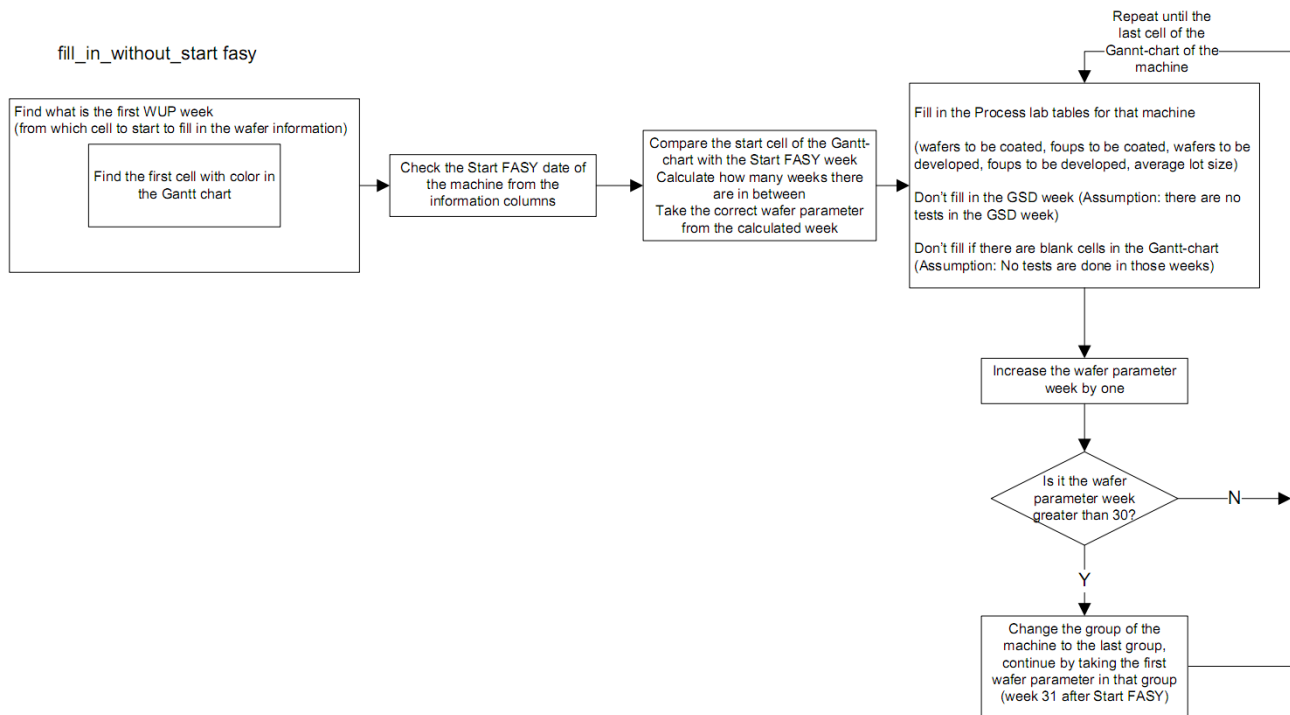 fill_in_without_start fasy
Find what is the first WUP week
(from which cell to start to fill in the wafer information)
Find the first cell with color in
the Gantt chart
Check the Start FASY date of
the machine from the
information columns
Compare the start cell of the Gantt-
chart with the Start FASY week
Calculate how many weeks there
are in between
Take the correct wafer parameter
from the calculated week
Repeat until the
last cell of the
Gannt-chart of the
machine
Fill in the Process lab tables for that machine
(wafers to be coated, foups to be coated, wafers to be
developed, foups to be developed, average lot size)
Don't fill in the GSD week (Assumption: there are no
tests in the GSD week)
Don't fill if there are blank cells in the Gantt-chart
(Assumption: No tests are done in those weeks)
Increase the wafer parameter
week by one
Is it the wafer
parameter week
greater than 30?
N
Y
Change the group of the
machine to the last group,
continue by taking the first
wafer parameter in that group
(week 31 after Start FASY)